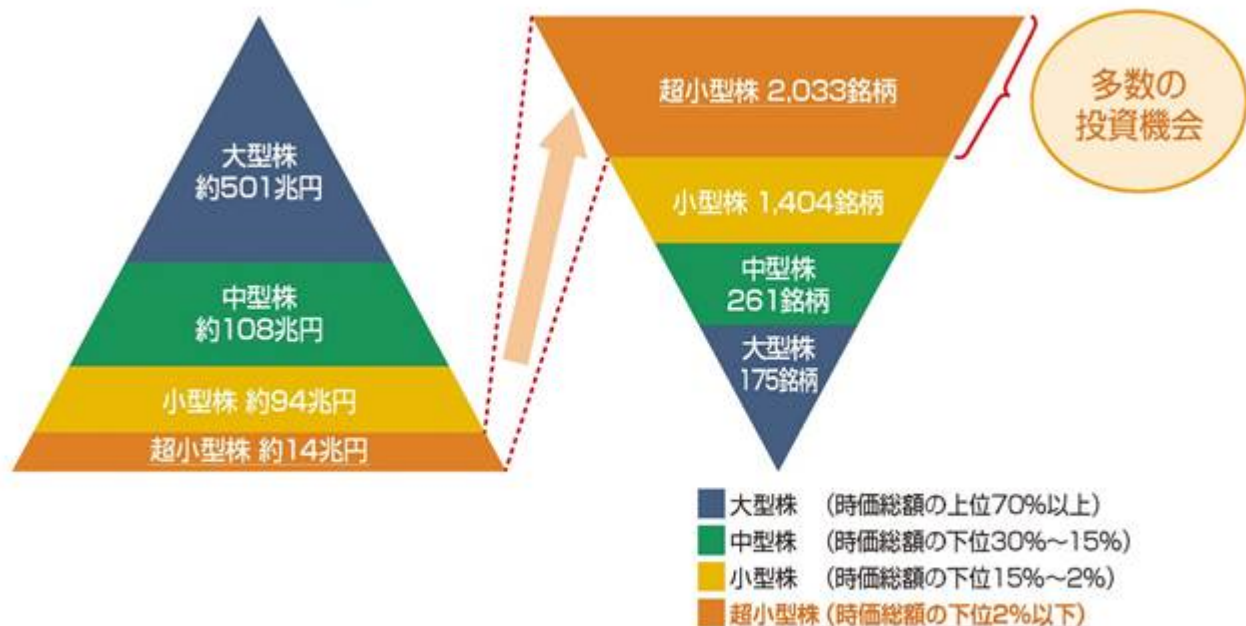 大型株
約501兆円
中型株
約108兆円
小型株 約94兆円
超小型株 約14兆円
超小型株 2,033銘柄
小型株 1,404銘柄
中型株
261銘柄
大型株
175銘柄
多数の
投資機会
大型株 (時価総額の上位70%以上)
中型株 (時価総額の下位30%～15%)
小型株 (時価総額の下位15%～2%)
超小型株 (時価総額の下位2%以下)